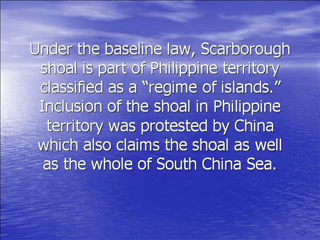 Under the baseline law, Scarborough
shoal is part of Philippine territory
classified as a “regime of islands.”
Inclusion of the shoal in Philippine
territory was protested by China
which also claims the shoal as well
as the whole of South China Sea.